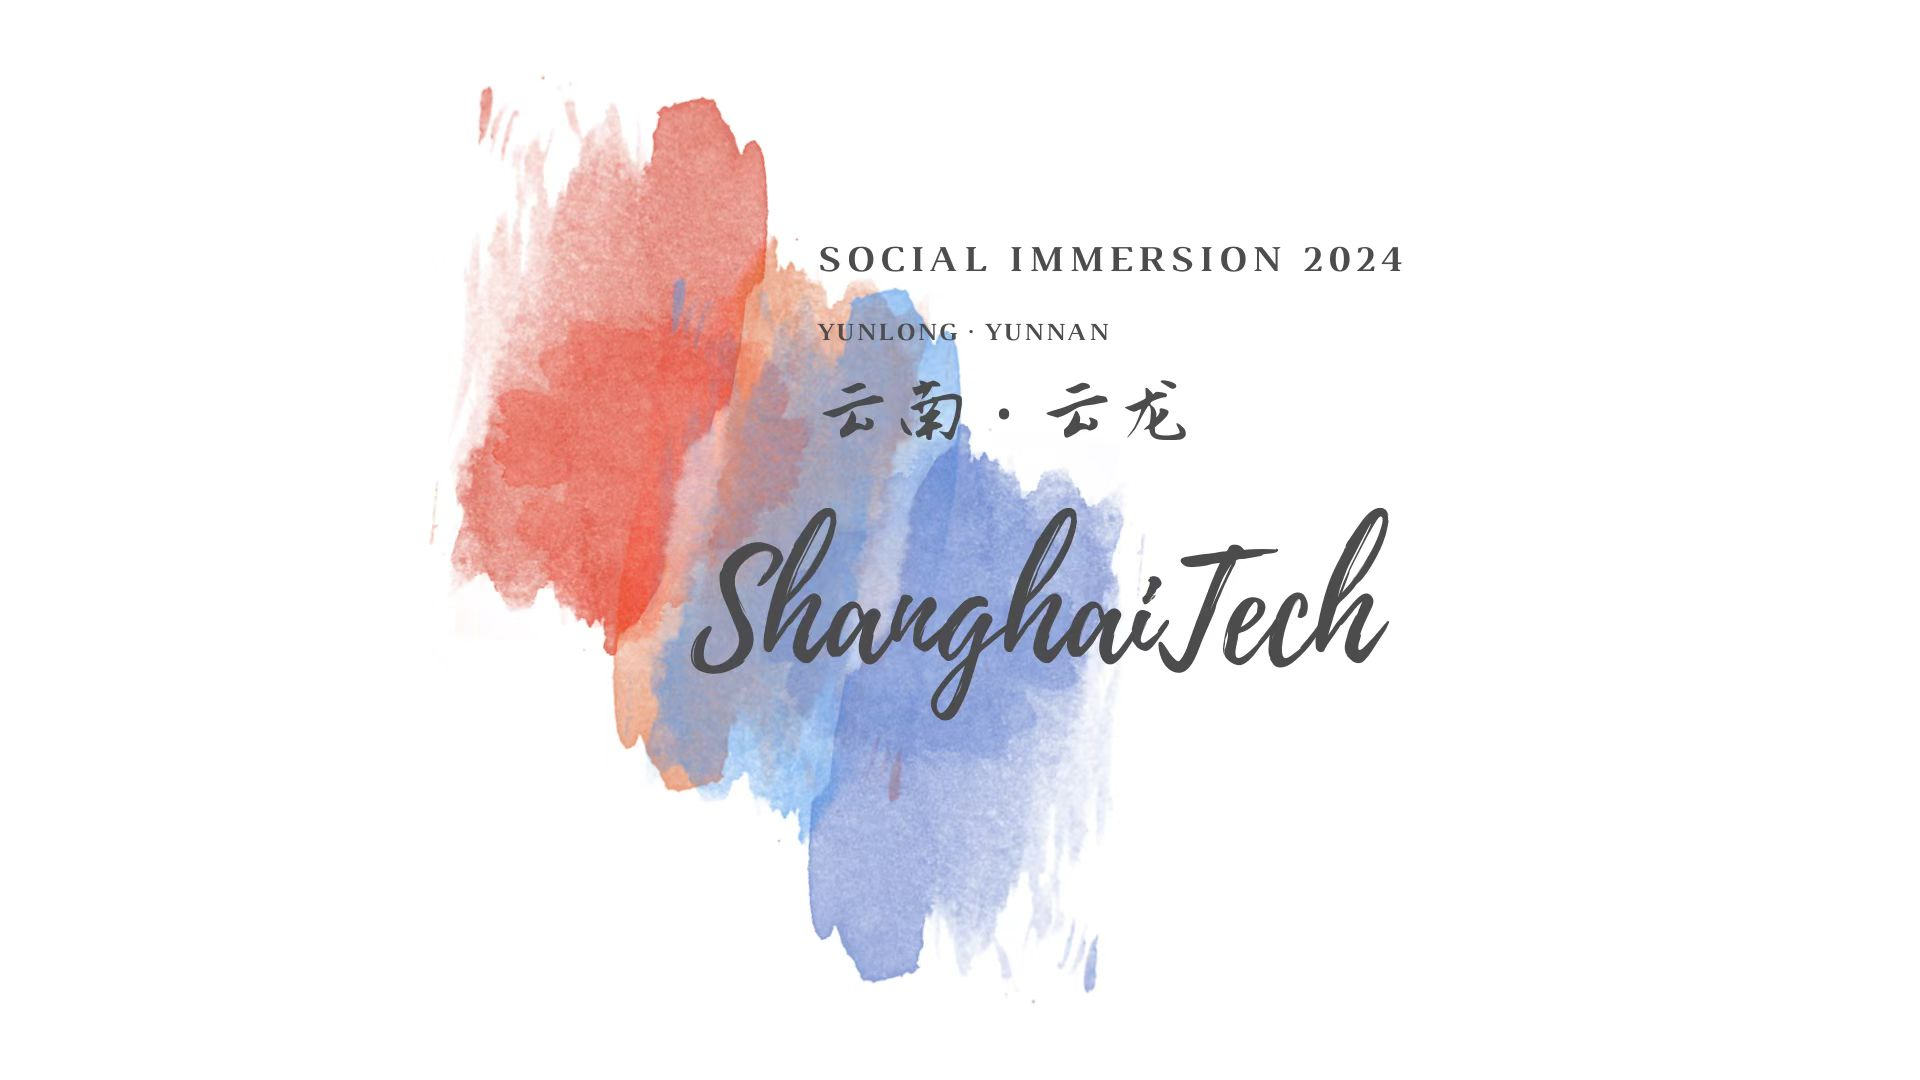 SOCIAL IMMERSION 2024
YUNLONG · YUNNAN
云南·云龙
ShanghaiTech